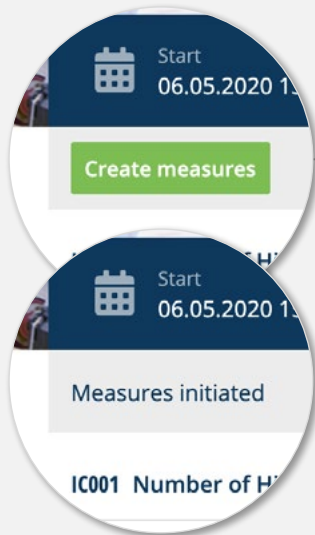 Start
06.05.2020
Create measures
Start
06.05.2020
Measures initiated
IC001 Number of